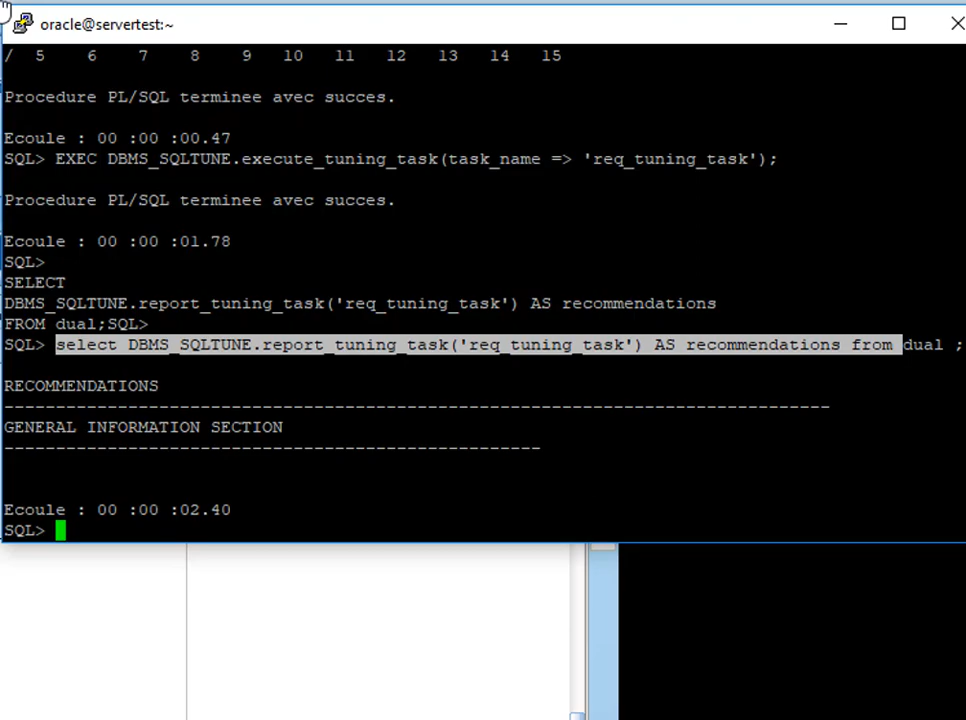 oracle@servertest:~
/  5    6    7    8    9   10   11   12   13   14   15
Procedure PL/SQL terminee avec succes.
Ecoule : 00 :00 :00.47
SQL> EXEC DBMS_SQLTUNE.execute_tuning_task(task_name => 'req_tuning_task');
Procedure PL/SQL terminee avec succes.
Ecoule : 00 :00 :01.78
SQL>
SELECT
DBMS_SQLTUNE.report_tuning_task('req_tuning_task') AS recommendations
FROM dual;SQL>
SQL> select DBMS_SQLTUNE.report_tuning_task('req_tuning_task') AS recommendations from dual ;
RECOMMENDATIONS
--------------------------------------------------------------------------------
GENERAL INFORMATION SECTION
----------------------------------------------------
Ecoule : 00 :00 :02.40
SQL>